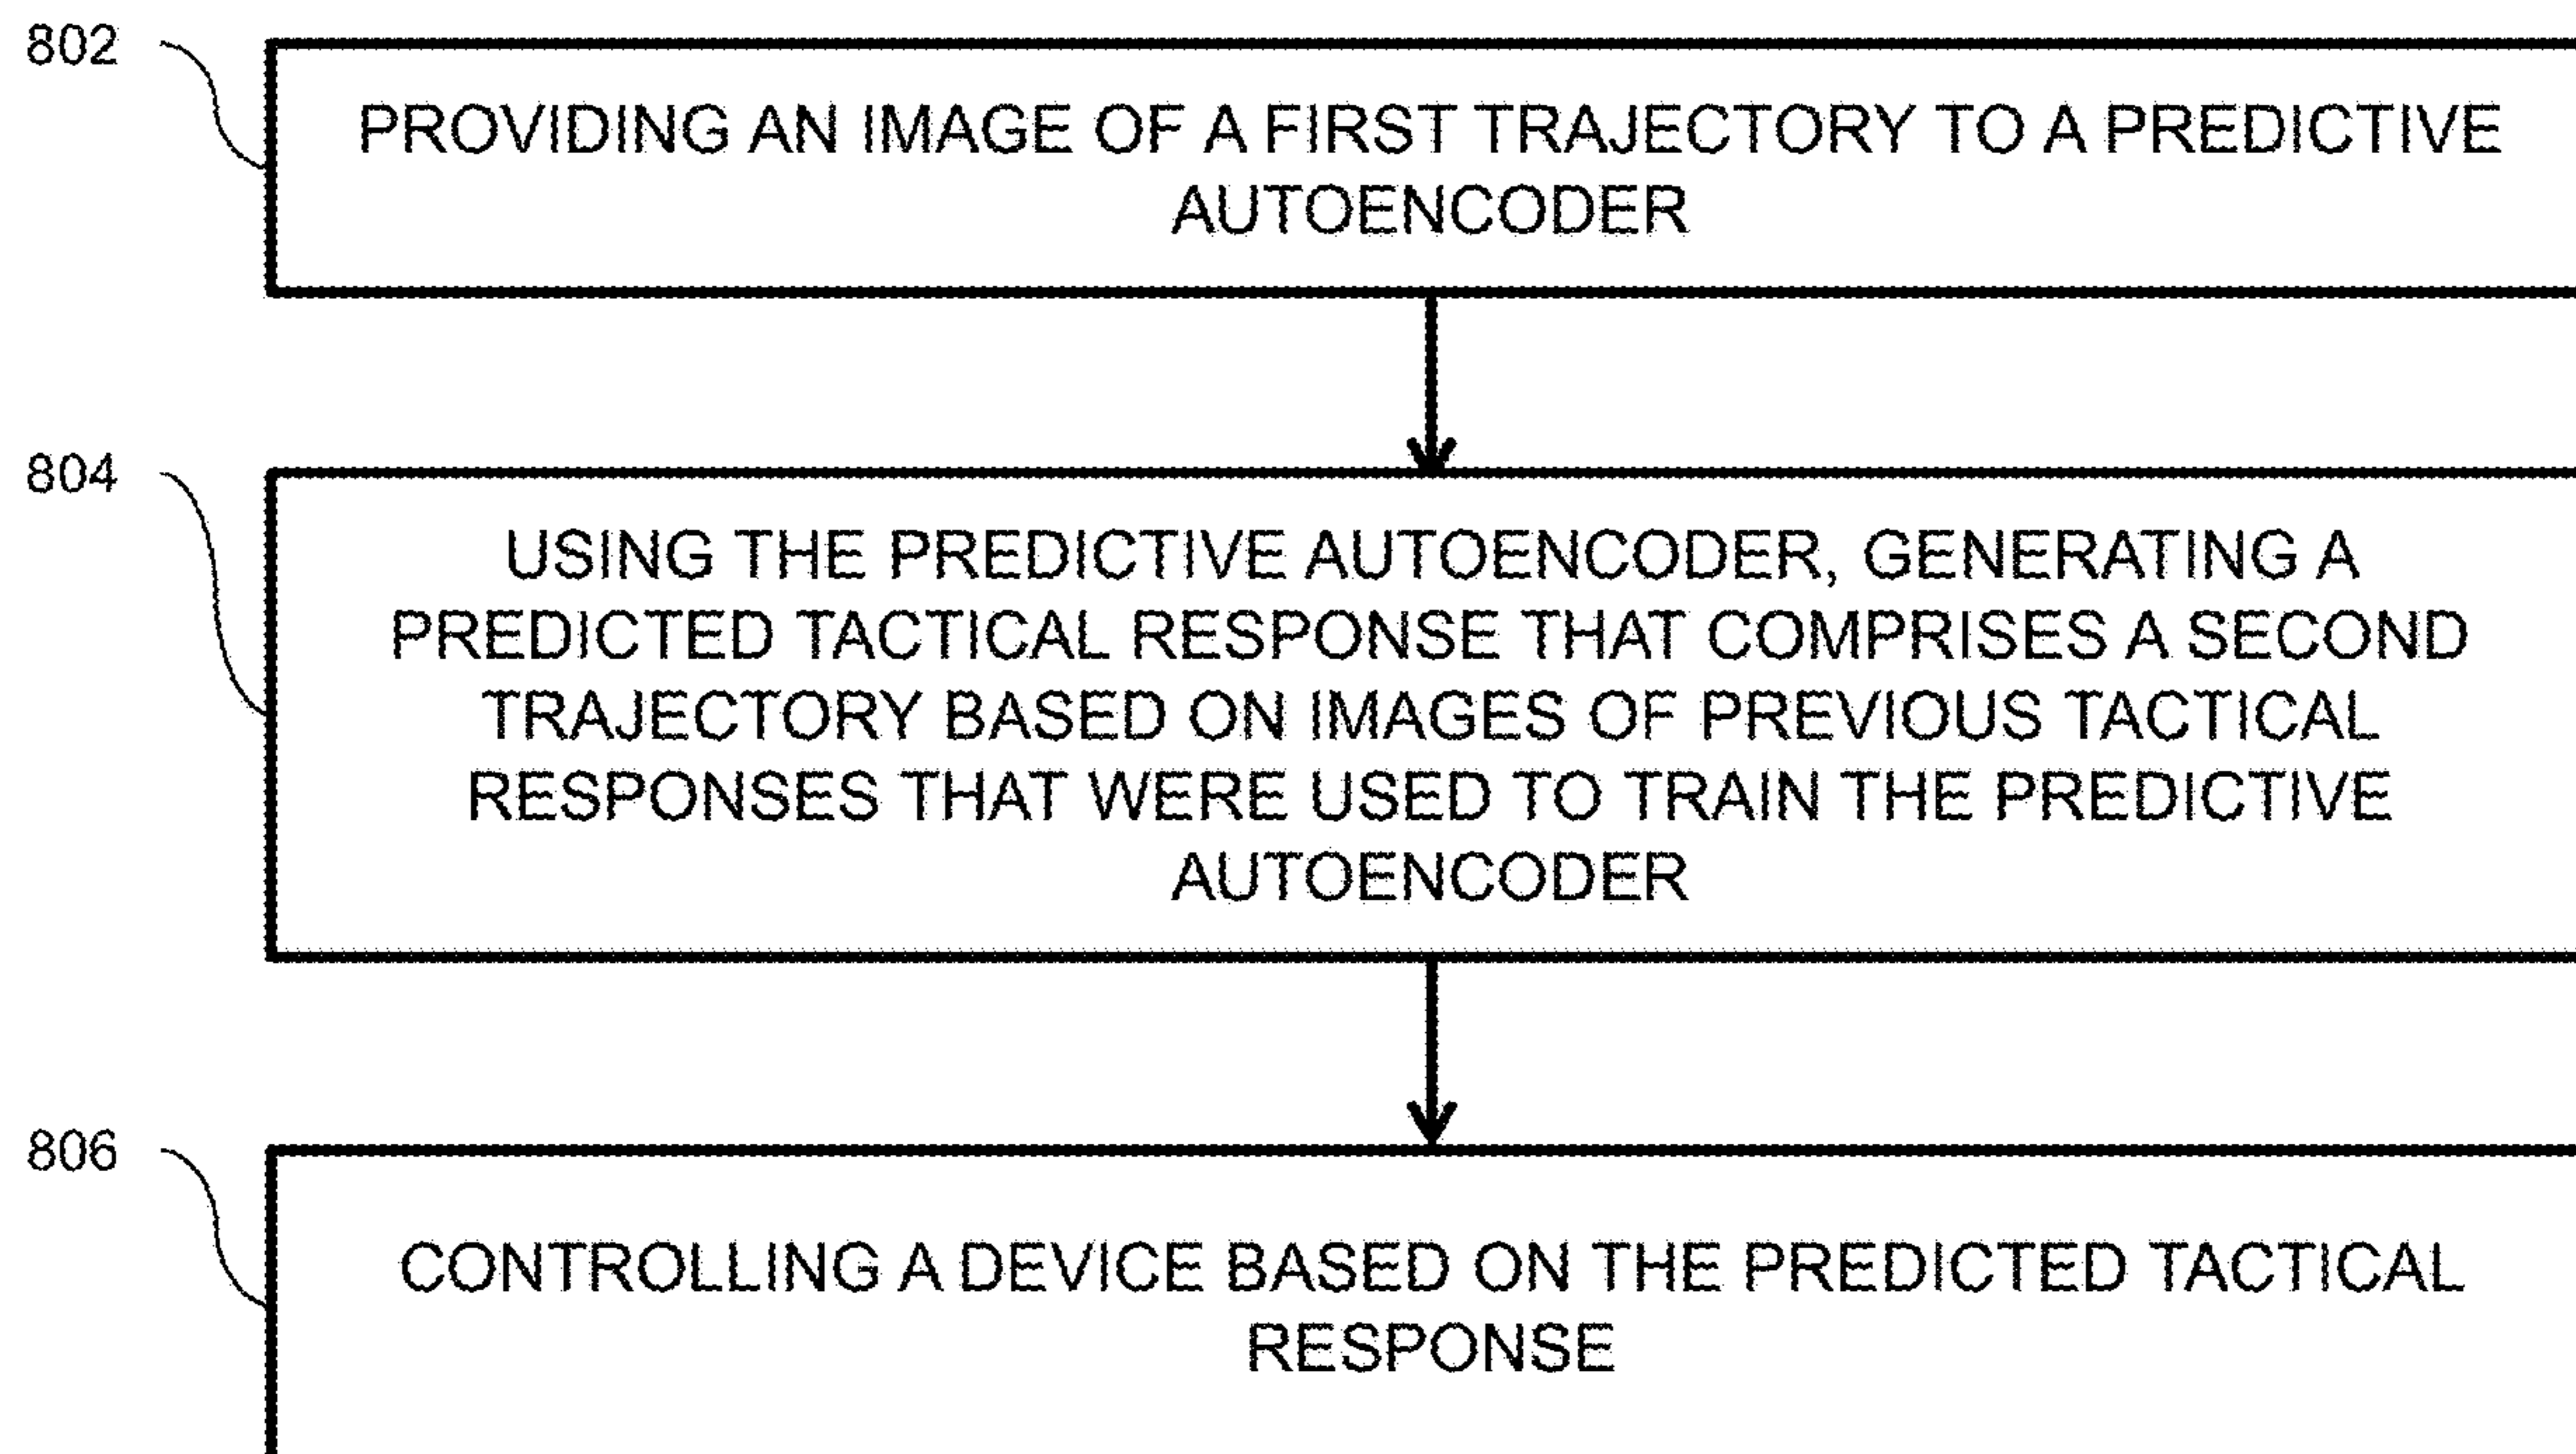 802
PROVIDING AN IMAGE OF A FIRST TRAJECTORY TO A PREDICTIVE
AUTOENCODER
804
USING THE PREDICTIVE AUTOENCODER, GENERATING A
PREDICTED TACTICAL RESPONSE THAT COMPRISES A SECOND
TRAJECTORY BASED ON IMAGES OF PREVIOUS TACTICAL
RESPONSES THAT WERE USED TO TRAIN THE PREDICTIVE
AUTOENCODER
806
CONTROLLING A DEVICE BASED ON THE PREDICTED TACTICAL
RESPONSE